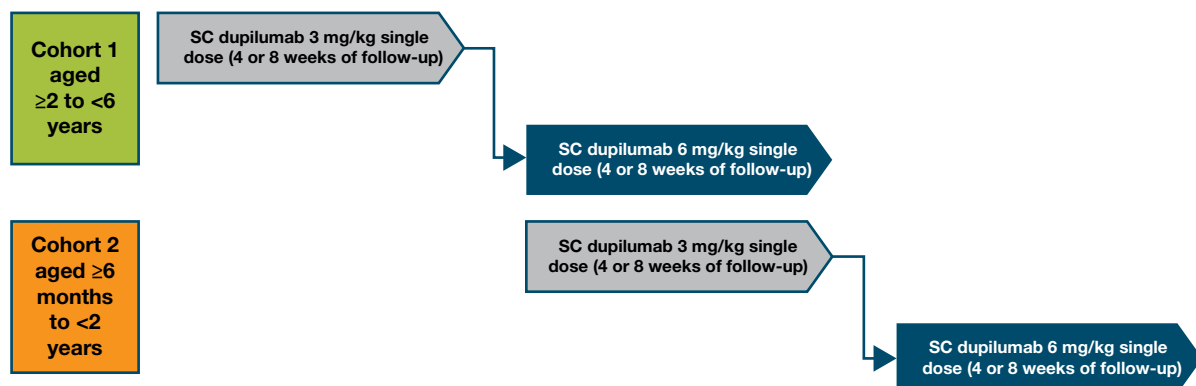 Cohort 1
aged
≥2 to <6
years
SC dupilumab 3 mg/kg single
dose (4 or 8 weeks of follow-up)
SC dupilumab 6 mg/kg single
dose (4 or 8 weeks of follow-up)
Cohort 2
aged ≥6
months
to <2
years
SC dupilumab 3 mg/kg single
dose (4 or 8 weeks of follow-up)
SC dupilumab 6 mg/kg single
dose (4 or 8 weeks of follow-up)